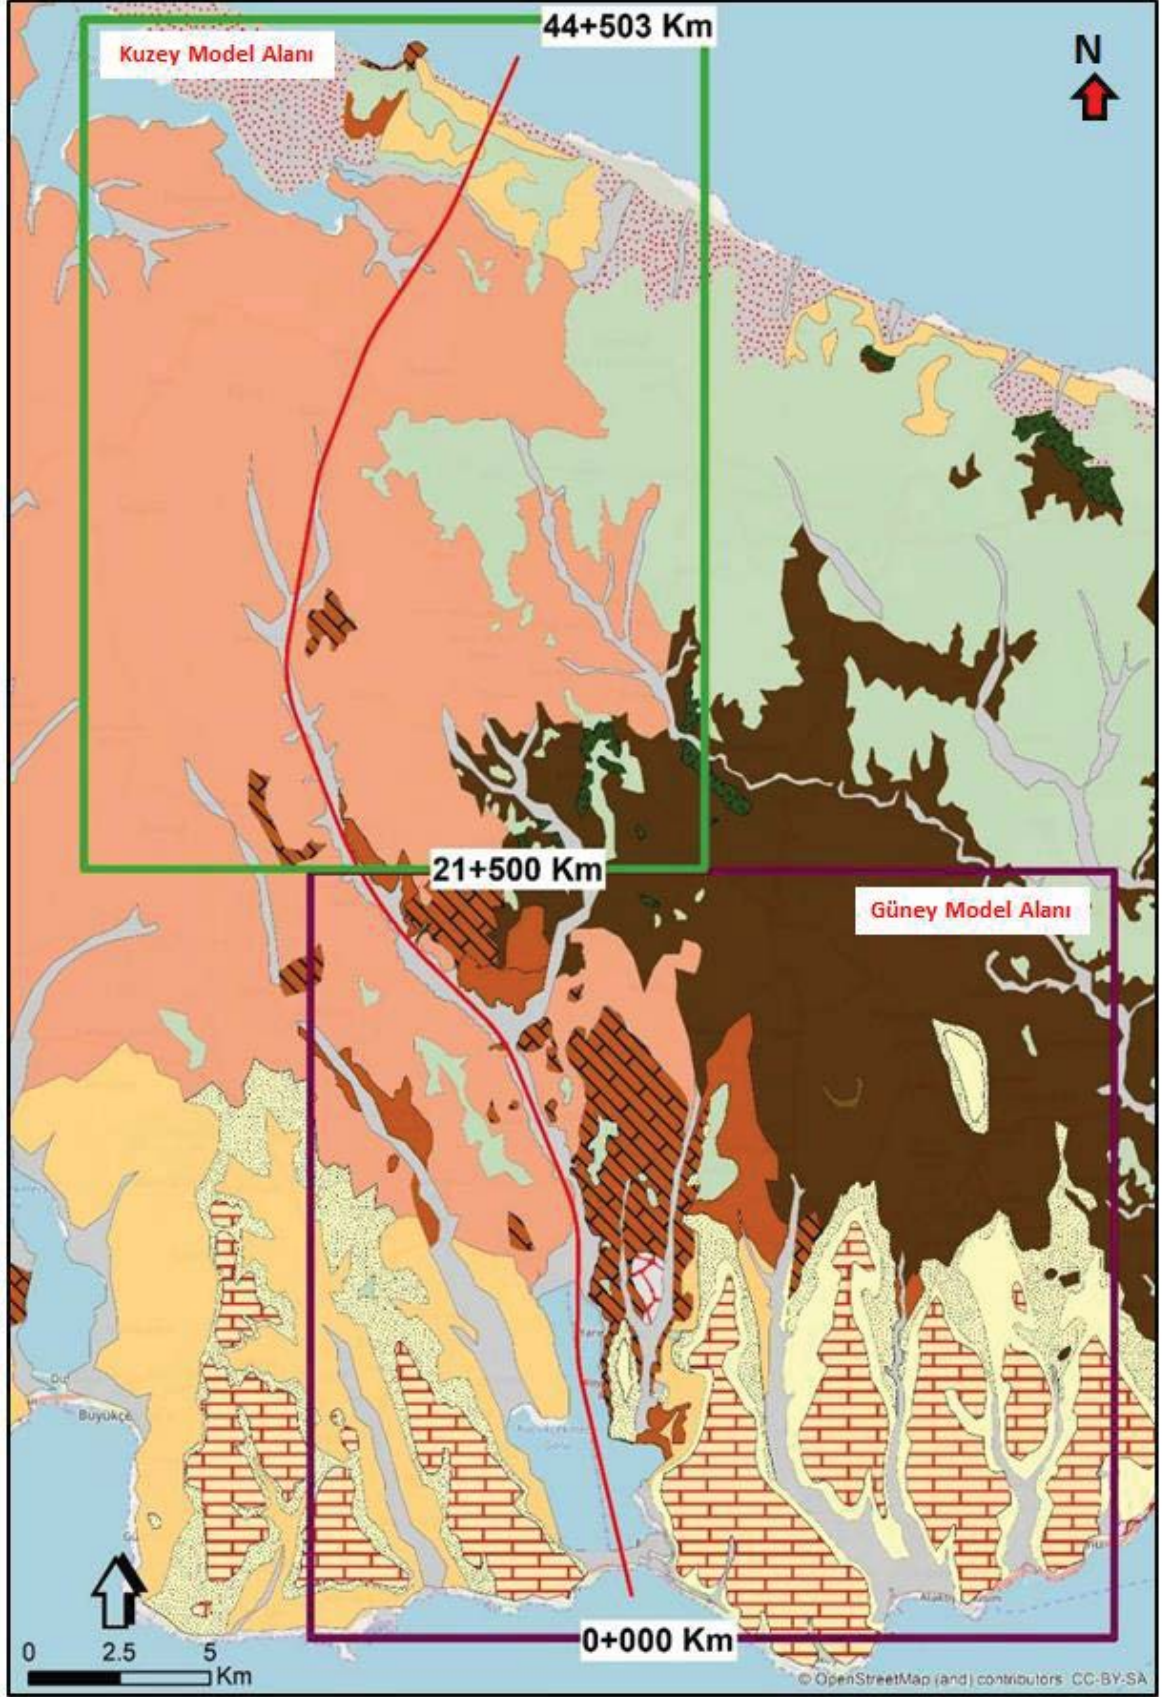 44+503 Km
Kuzey Model Alanı
N
21+500 Km
Güney Model Alanı
Büyükçe
0+000 Km
0 2.5 5
Km
© OpenStreetMap (and) contributors, CC-BY-SA